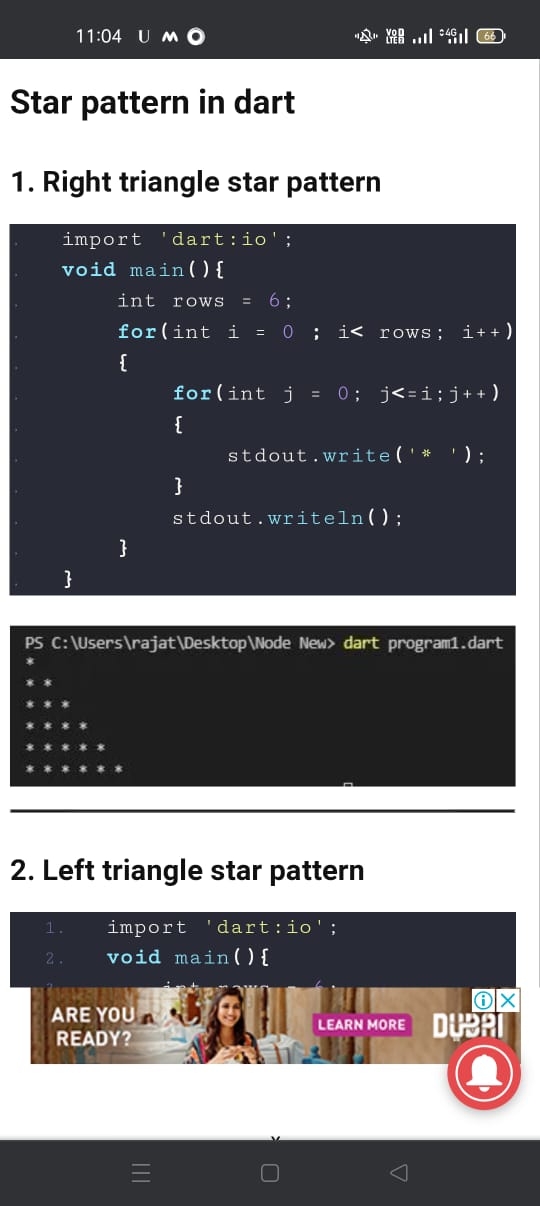 11:04 U
VoD LTED 4G 66
Star pattern in dart
1. Right triangle star pattern
import 'dart:io';
void main(){
int rows = 6;
for(int i = 0 ; i< rows; i++)
{
for(int j = 0; j<=i;j++)
{
stdout.write('* ');
}
stdout.writeln();
}
}
PS C:\Users\rajat\Desktop\Node New> dart program1.dart
*
* *
* * *
* * * *
* * * * *
* * * * * *
2. Left triangle star pattern
1. import 'dart:io';
2. void main(){
ARE YOU
READY?
LEARN MORE
DUBAI